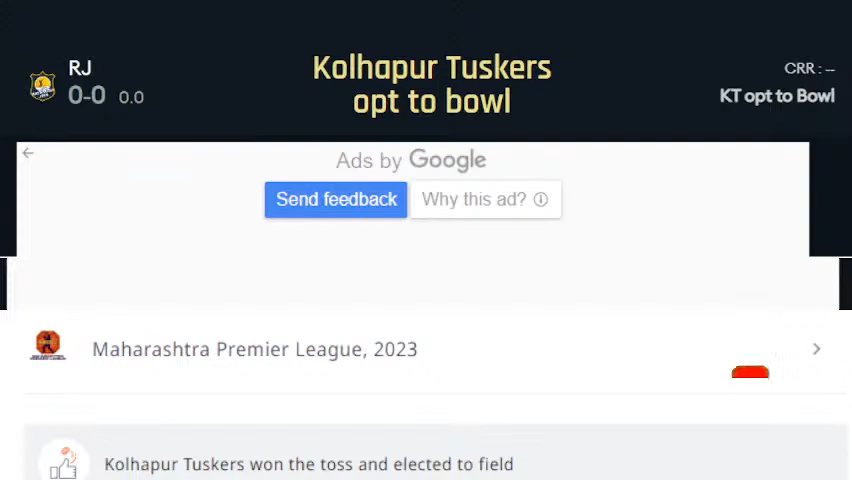 RJ
0-0 0.0
Kolhapur Tuskers
opt to bowl
CRR : --
KT opt to Bowl
Ads by Google
Send feedback
Why this ad?
Maharashtra Premier League, 2023
Kolhapur Tuskers won the toss and elected to field